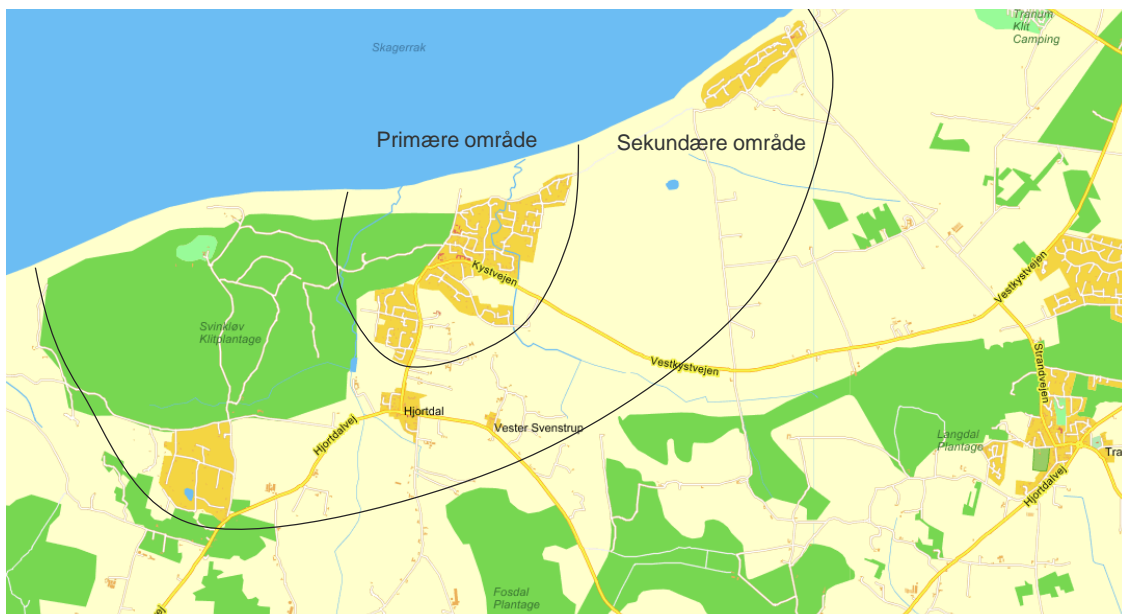 Tranum
Klit
Camping
Skagerrak
Primære område
Sekundære område
Kystvejen
Vestkystvejen
Svinkløv
Klitplantage
Vestkystvejen
Strandvejen
Hjortdal
Hjortdalvej
Vester Svenstrup
Langdal
Plantage
Tra
Hjortdalvej
Hjortdalvej
Fosdal
Plantage